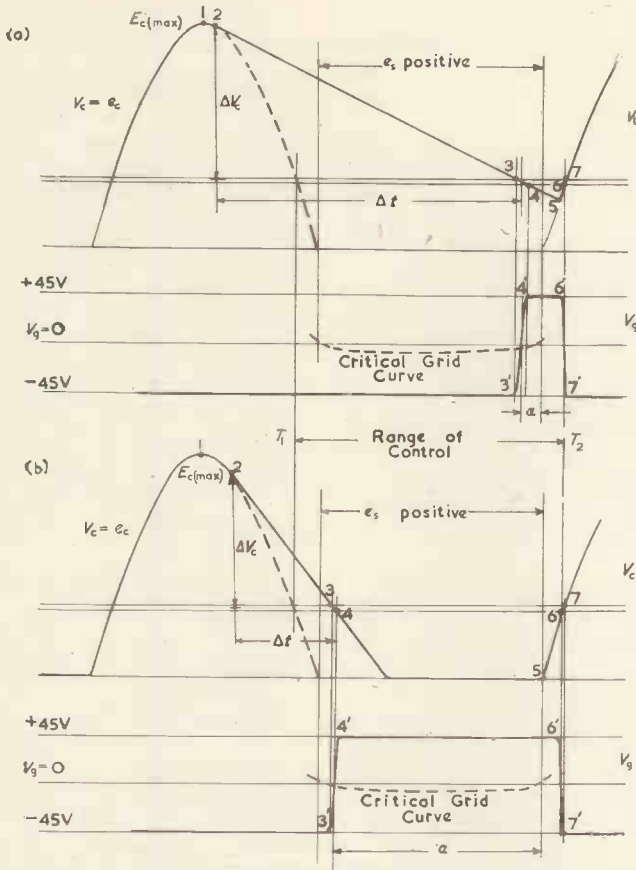 (a)
E_c(max)
1 2
V_c = e_c
ΔV_c
e_s positive
3
4
5
6
7
Δt
V_c
+45V
4' 6'
V_g=0
V_g
Critical Grid
Curve
-45V
3' a 7'
T_1 Range of T_2
Control
(b)
1
E_c(max) 2
V_c = e_c
ΔV_c
e_s positive
V_c
3
4
7
6
Δt
5
+45V
4' 6'
V_g=0
V_g
Critical Grid
Curve
-45V
3' 7'
a